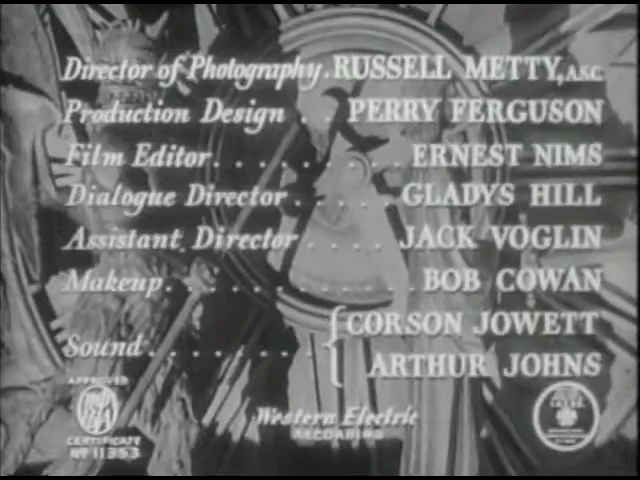 Director of Photography. RUSSELL METTY, A.S.C.
Production Design . . PERRY FERGUSON
Film Editor. . . . . . . . . ERNEST NIMS
Dialogue Director . . . . . GLADYS HILL
Assistant Director . . . . JACK VOGLIN
Makeup. . . . . . . . . . . . BOB COWAN
Sound. . . . . . . . CORSON JOWETT
ARTHUR JOHNS
APPROVED
CERTIFICATE
Nº 11353
Western Electric
RECORDING